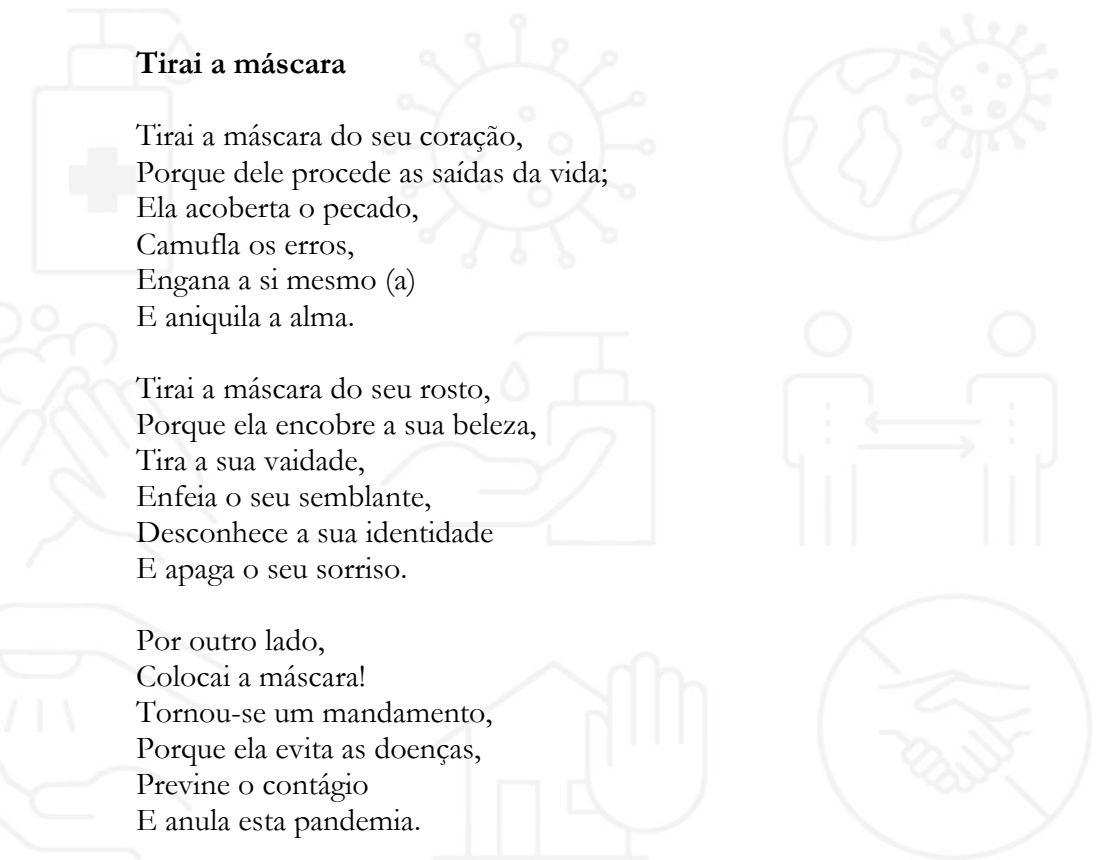 Tirai a máscara
Tirai a máscara do seu coração,
Porque dele procede as saídas da vida;
Ela acoberta o pecado,
Camufla os erros,
Engana a si mesmo (a)
E aniquila a alma.
Tirai a máscara do seu rosto,
Porque ela encobre a sua beleza,
Tira a sua vaidade,
Enfeia o seu semblante,
Desconhece a sua identidade
E apaga o seu sorriso.
Por outro lado,
Colocai a máscara!
Tornou-se um mandamento,
Porque ela evita as doenças,
Previne o contágio
E anula esta pandemia.